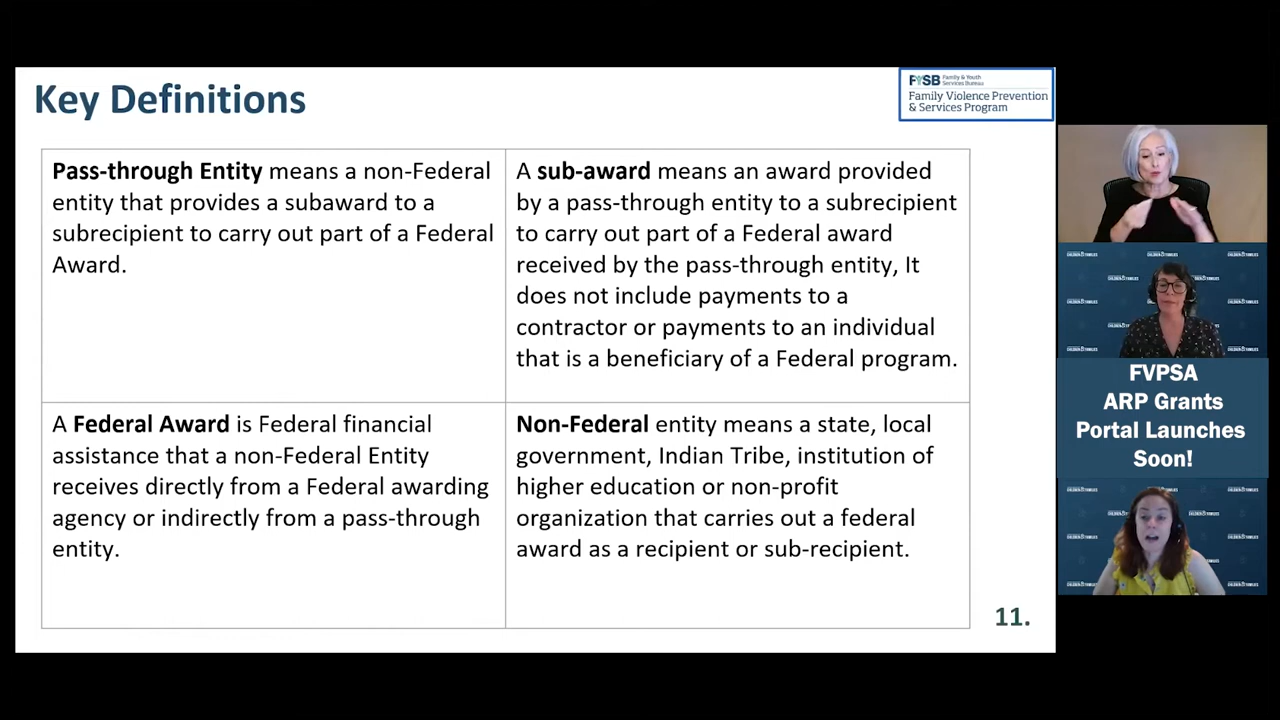 Key Definitions
FYSB Family & Youth
Services Bureau
Family Violence Prevention
& Services Program
Pass-through Entity means a non-Federal
entity that provides a subaward to a
subrecipient to carry out part of a Federal
Award.
A sub-award means an award provided
by a pass-through entity to a subrecipient
to carry out part of a Federal award
received by the pass-through entity, It
does not include payments to a
contractor or payments to an individual
that is a beneficiary of a Federal program.
A Federal Award is Federal financial
assistance that a non-Federal Entity
receives directly from a Federal awarding
agency or indirectly from a pass-through
entity.
Non-Federal entity means a state, local
government, Indian Tribe, institution of
higher education or non-profit
organization that carries out a federal
award as a recipient or sub-recipient.
11.
FVPSA
ARP Grants
Portal Launches
Soon!